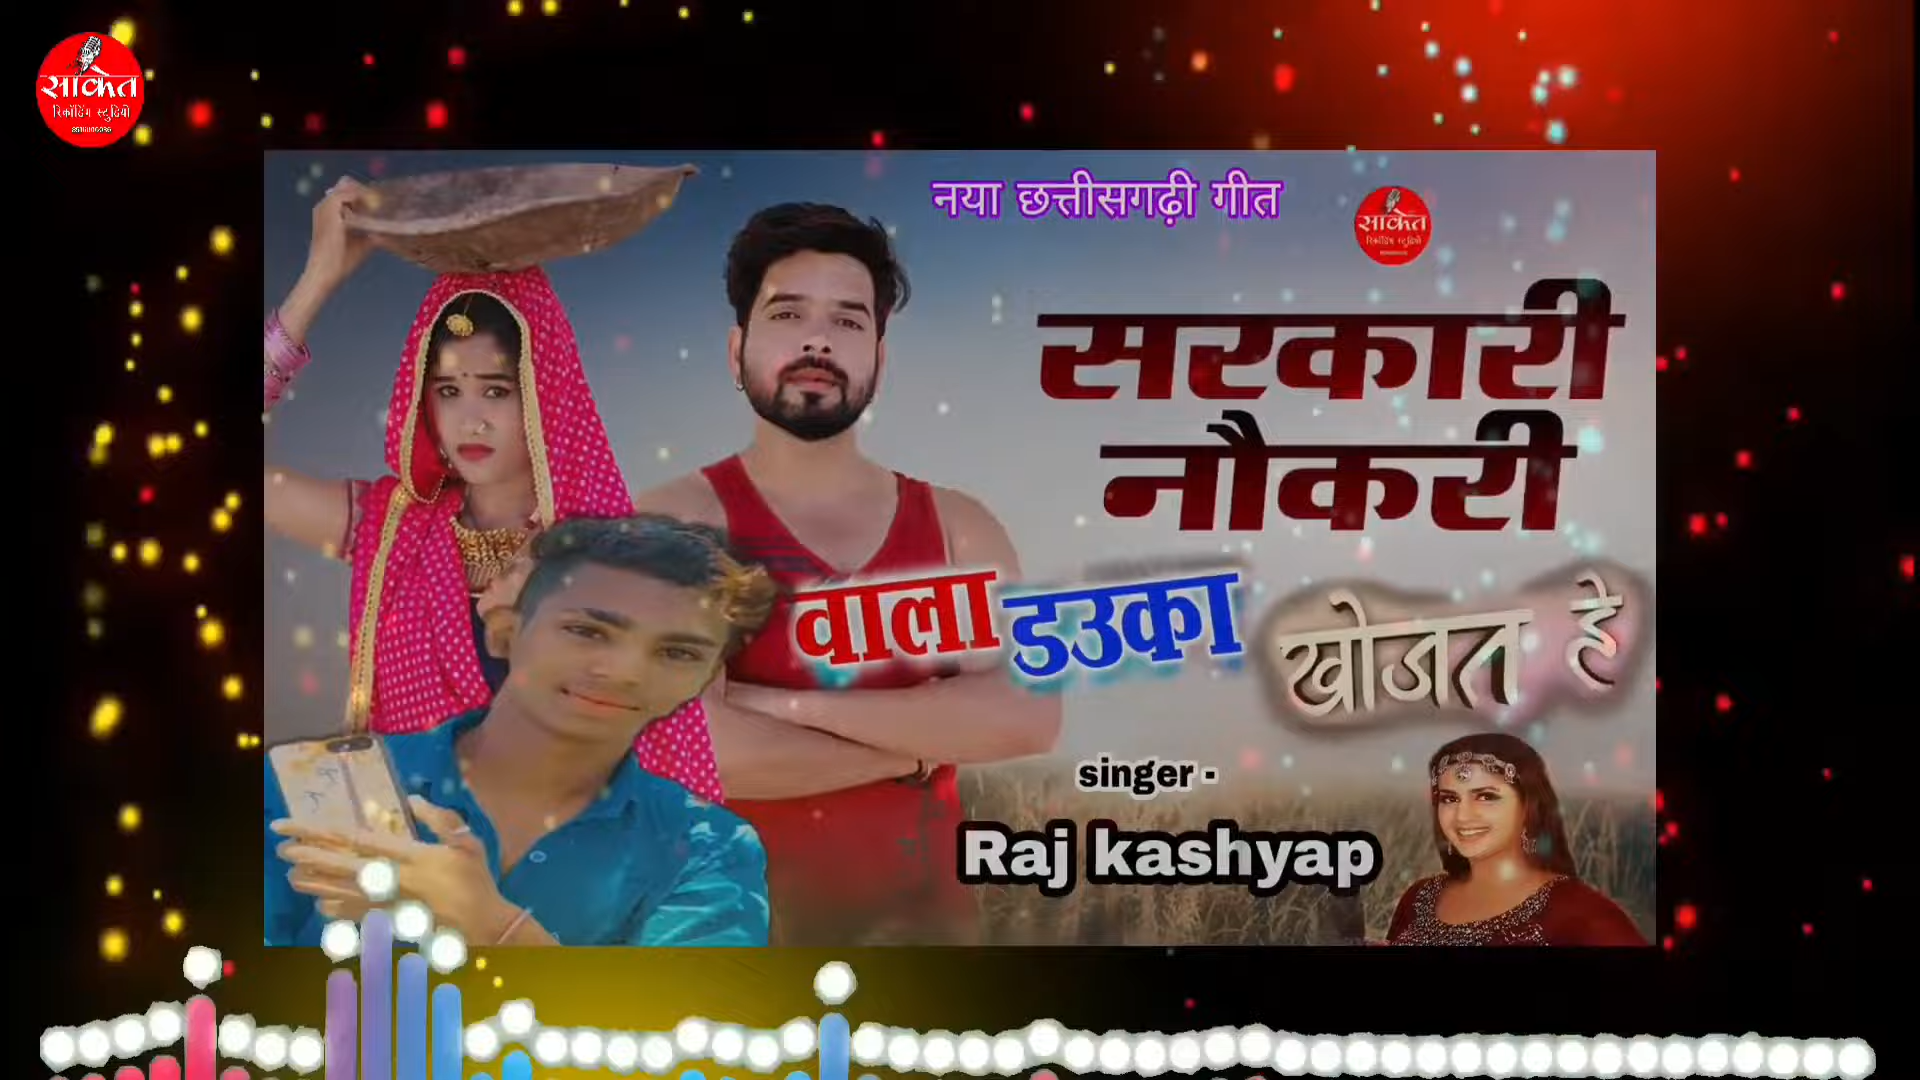 साकेत
रिकॉर्डिंग स्टुडियो
नया छत्तीसगढ़ी गीत
साकेत
रिकॉर्डिंग स्टुडियो
सरकारी
नौकरी
वाला डउका खोजत हे
singer -
Raj kashyap